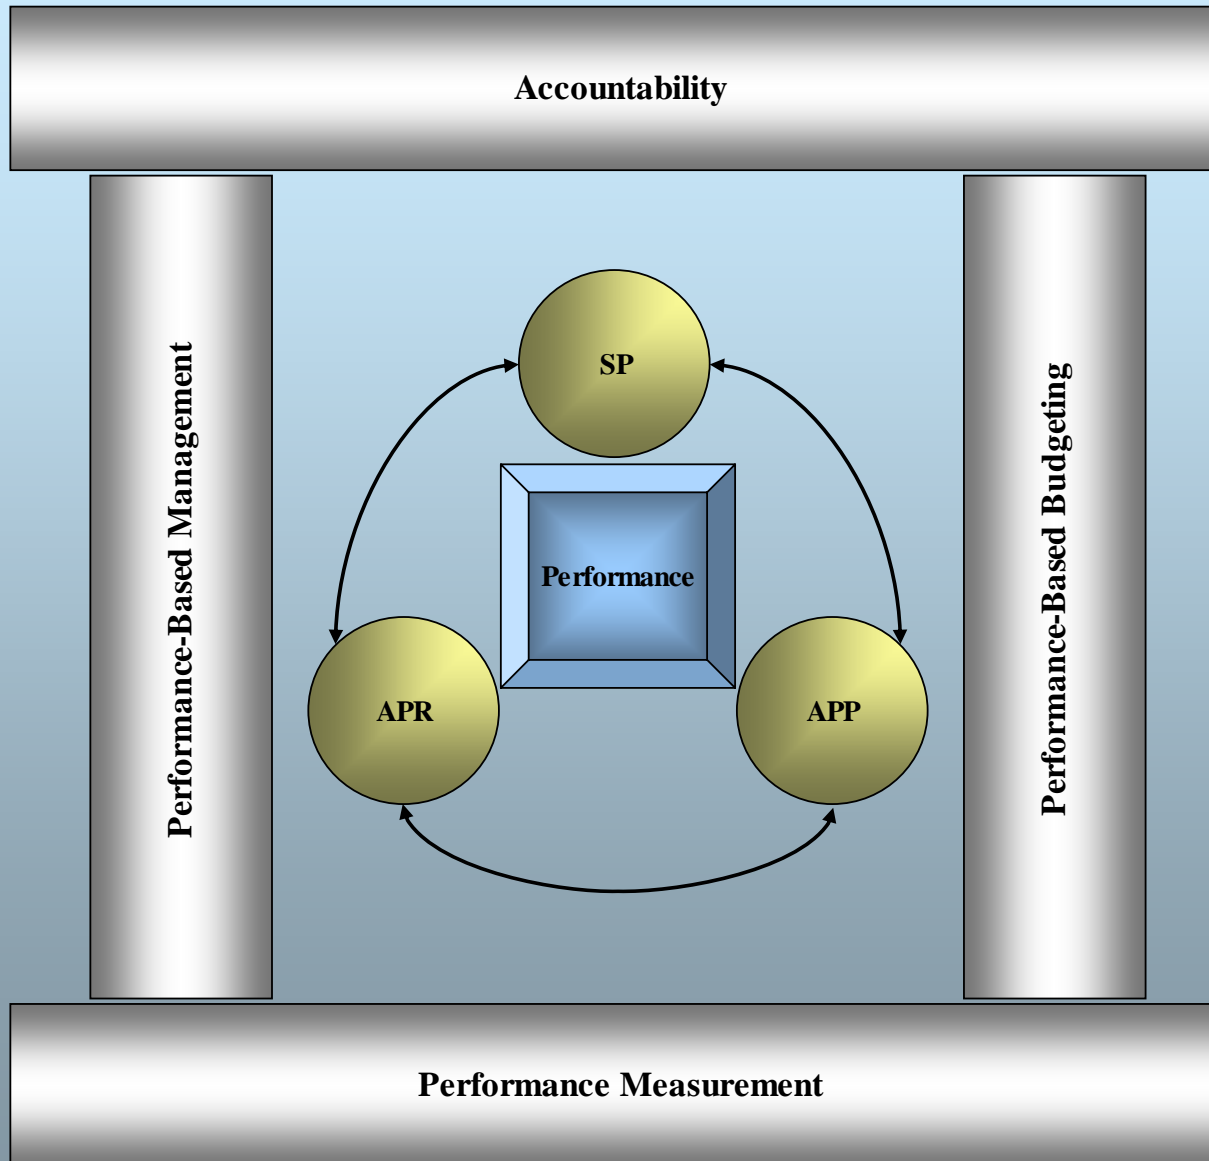 Accountability
Performance-Based Management
SP
Performance
APR
APP
Performance-Based Budgeting
Performance Measurement